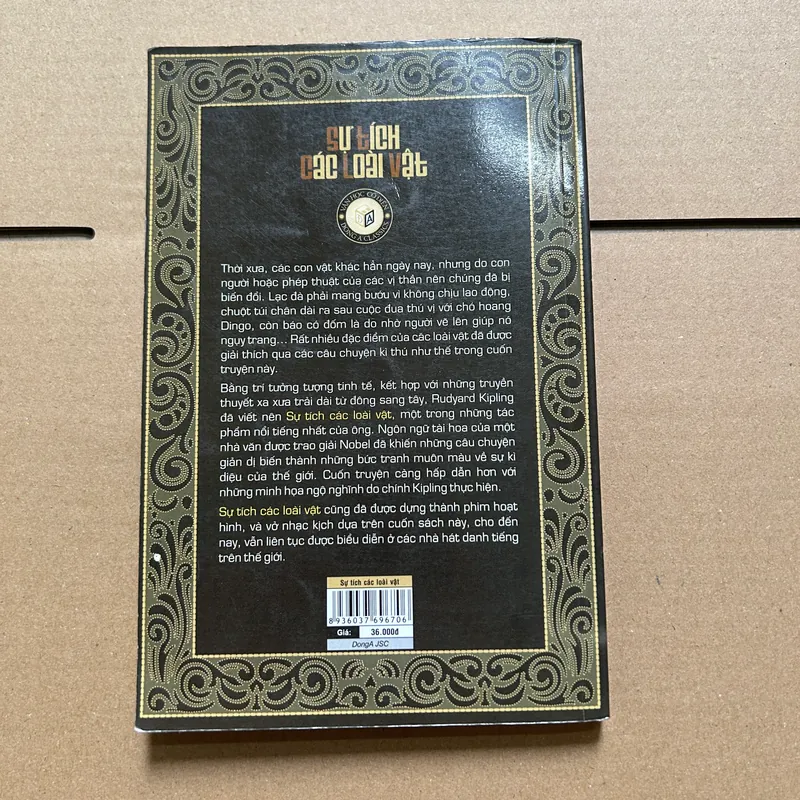 Sự tích
các loài vật
VĂN HỌC CỔ ĐIỂN
ĐÔNG A CLASSICS
Thời xưa, các con vật khác hẳn ngày nay, nhưng do con
người hoặc phép thuật của các vị thần nên chúng đã bị
biến đổi. Lạc đà phải mang bướu vì không chịu lao động,
chuột túi chân dài ra sau cuộc đua thú vị với chó hoang
Dingo, còn báo có đốm là do nhờ người vẽ lên giúp nó
ngụy trang... Rất nhiều đặc điểm của các loài vật đã được
giải thích qua các câu chuyện kì thú như thế trong cuốn
truyện này.
Bằng trí tưởng tượng tinh tế, kết hợp với những truyền
thuyết xa xưa trải dài từ đông sang tây, Rudyard Kipling
đã viết nên Sự tích các loài vật, một trong những tác
phẩm nổi tiếng nhất của ông. Ngôn ngữ tài hoa của một
nhà văn được trao giải Nobel đã khiến những câu chuyện
giản dị biến thành những bức tranh muôn màu về sự kì
diệu của thế giới. Cuốn truyện càng hấp dẫn hơn với
những minh họa ngộ nghĩnh do chính Kipling thực hiện.
Sự tích các loài vật cũng đã được dựng thành phim hoạt
hình, và vở nhạc kịch dựa trên cuốn sách này, cho đến
nay, vẫn liên tục được biểu diễn ở các nhà hát danh tiếng
trên thế giới.
Sự tích các loài vật
8936037696706
Giá: 36.000đ
DongA JSC